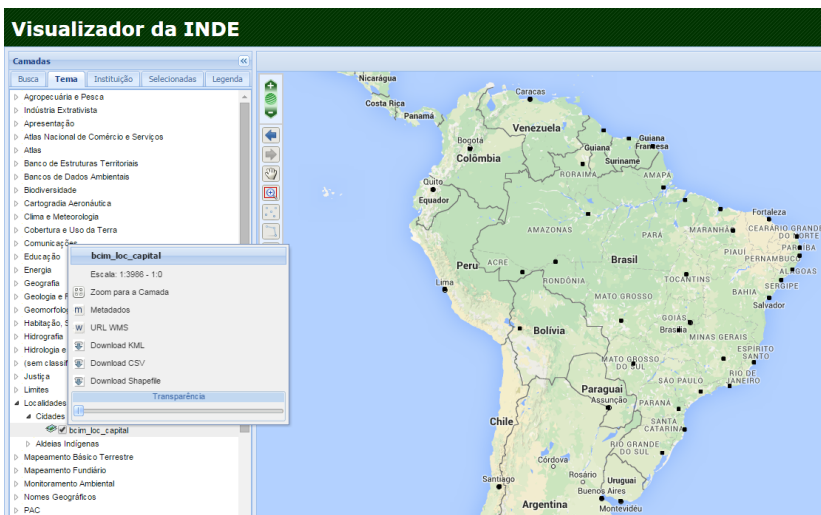 Visualizador da INDE
Camadas
Busca
Tema
Instituição
Selecionadas
Legenda
Agropecuária e Pesca
Indústria Extrativista
Apresentação
Atlas Nacional de Comércio e Serviços
Atlas
Banco de Estruturas Territoriais
Bancos de Dados Ambientais
Biodiversidade
Cartografia Aeronáutica
Clima e Meteorologia
Cobertura e Uso da Terra
Comunicações
Educação
Energia
Geografia
Geologia e
Geomorfolo
Habitação, S
Hidrografia
Hidrologia e
(sem classif
Justiça
Limites
Localidades
Cidades
bcim_loc_capital
Aldeias Indígenas
Mapeamento Básico Terrestre
Mapeamento Fundiário
Monitoramento Ambiental
Nomes Geográficos
PAC
bcim_loc_capital
Escala: 1:3986 - 1:0
Zoom para a Camada
m Metadados
W URL WMS
Download KML
Download CSV
Download Shapefile
Transparência
Nicarágua
Costa Rica
Panamá
Caracas
Venezuela
Bogotá
Colômbia
Guiana
Guiana
Francesa
Suriname
RORAIMA
AMAPÁ
Quito
Equador
Fortaleza
AMAZONAS
PARÁ
MARANHÃO
CEARÁ
RIO GRANDE
DO NORTE
PARAÍBA
PIAUÍ
PERNAMBUCO
ALAGOAS
Peru
ACRE
Brasil
Lima
RONDÔNIA
TOCANTINS
SERGIPE
BAHIA
MATO GROSSO
Salvador
GOIÁS
Brasília
Bolívia
MINAS GERAIS
ESPÍRITO
SANTO
MATO GROSSO
DO SUL
RIO DE
JANEIRO
SÃO PAULO
Paraguai
Assunção
PARANÁ
Chile
SANTA
CATARINA
RIO GRANDE
DO SUL
Córdova
Rosário
Santiago
Uruguai
Buenos Aires
Argentina
Montevidéu